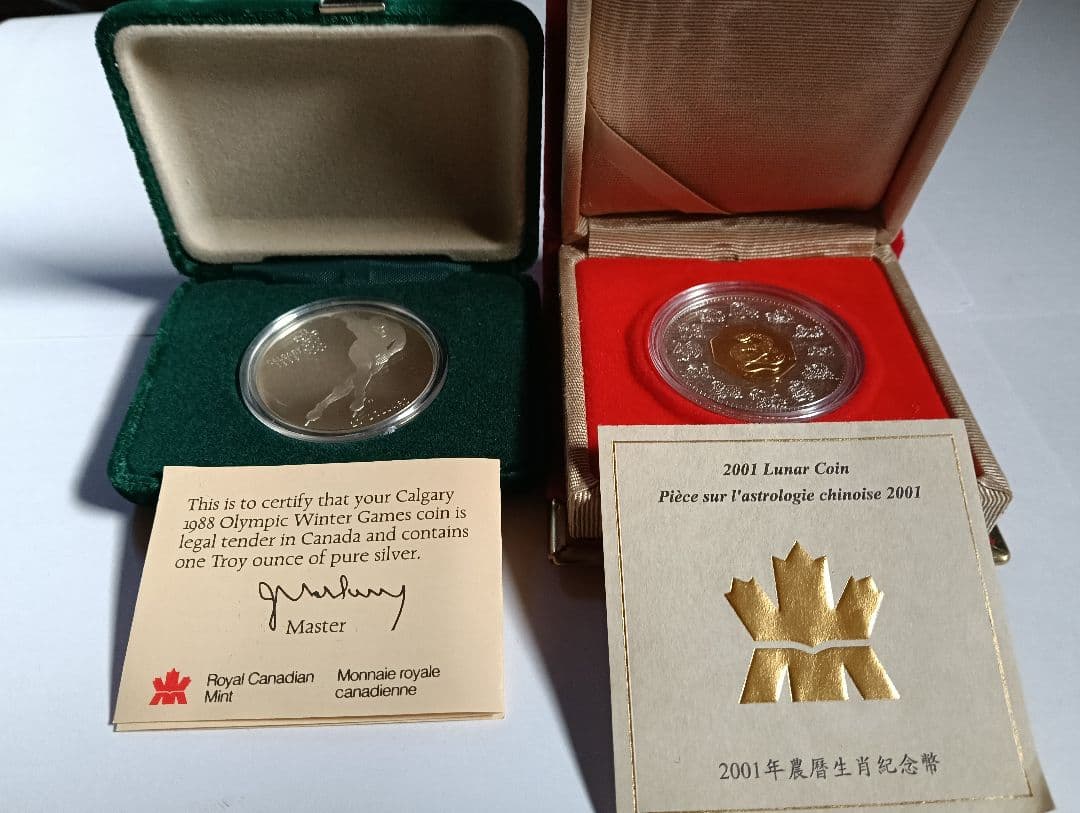 This is to certify that your Calgary
1988 Olympic Winter Games coin is
legal tender in Canada and contains
one Troy ounce of pure silver.
Master
Royal Canadian
Mint
Monnaie royale
canadienne
2001 Lunar Coin
Pièce sur l'astrologie chinoise 2001
2001年農曆生肖紀念幣